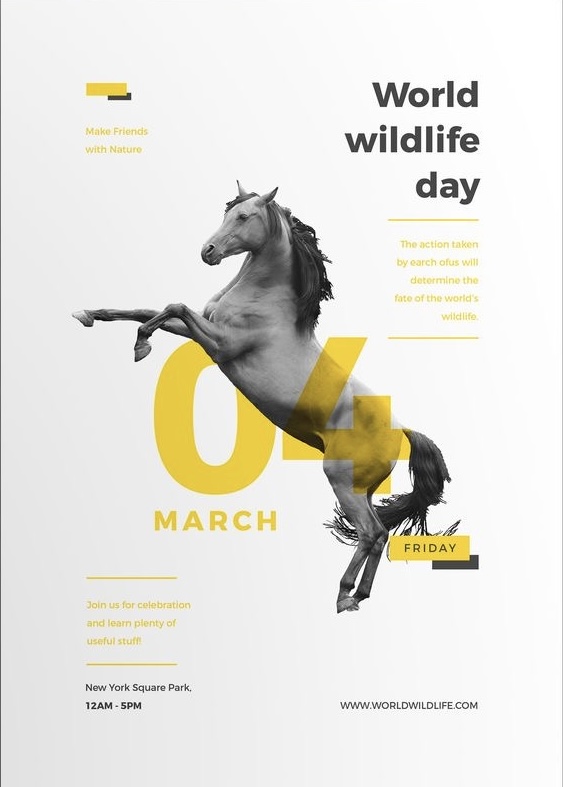 Make Friends
with Nature
World
wildlife
day
The action taken
by earch ofus will
determine the
fate of the world's
wildlife.
04
MARCH
FRIDAY
Join us for celebration
and learn plenty of
useful stuff!
New York Square Park,
12AM - 5PM
WWW.WORLDWILDLIFE.COM